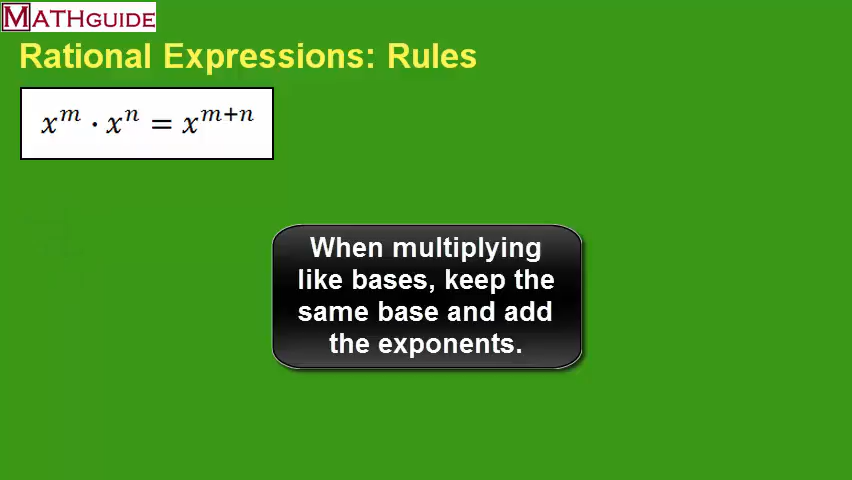 MATHGUIDE
Rational Expressions: Rules
x^m · x^n = x^{m+n}
When multiplying
like bases, keep the
same base and add
the exponents.